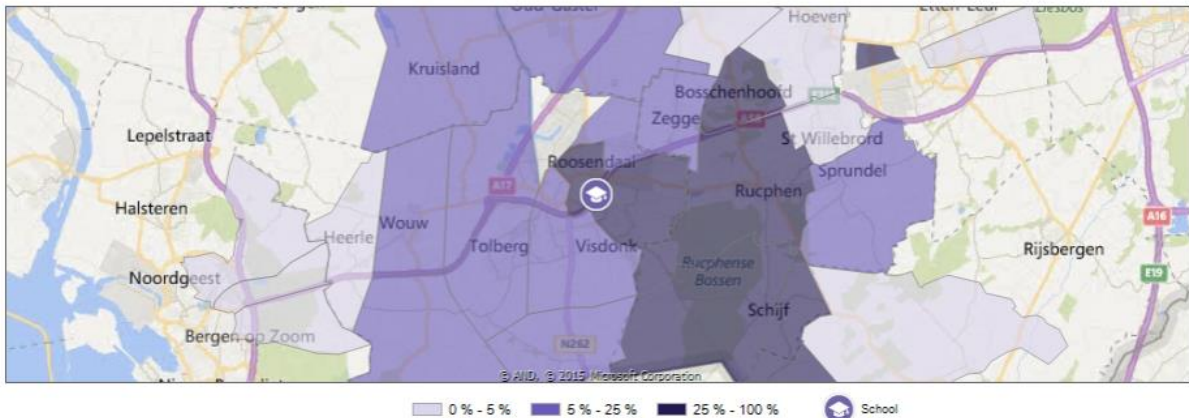 Hoeven
Kruisland
Bosschenhoofd
Zegge
A58
Lepelstraat
St Willebrord
Roosendaal
Sprundel
A17
Rucphen
Halsteren
A16
Wouw
Heerle
Tolberg
Visdonk
Rijsbergen
Noordgeest
Rucphense
Bossen
E19
Schijf
Bergen op Zoom
N262
© AND, © 2015 Microsoft Corporation
0 % - 5 %
5 % - 25 %
25 % - 100 %
School